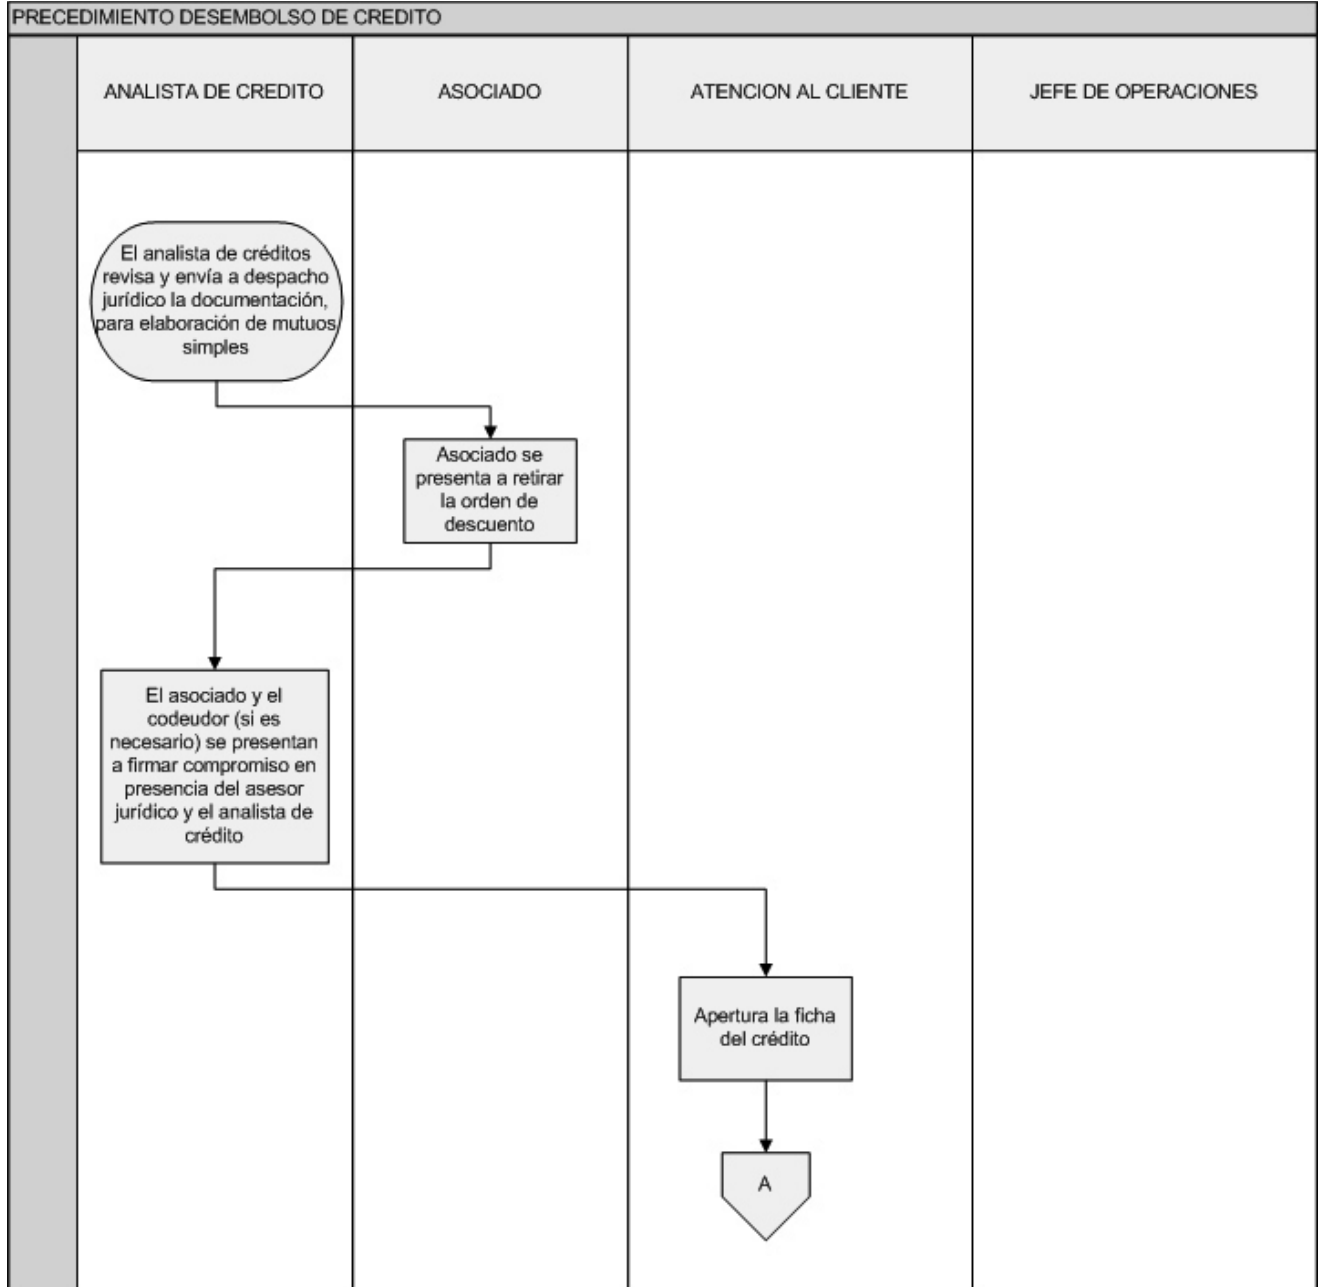 PRECEDIMIENTO DESEMBOLSO DE CREDITO
ANALISTA DE CREDITO
ASOCIADO
ATENCION AL CLIENTE
JEFE DE OPERACIONES
El analista de créditos
revisa y envía a despacho
jurídico la documentación,
para elaboración de mutuos
simples
Asociado se
presenta a retirar
la orden de
descuento
El asociado y el
codeudor (si es
necesario) se presentan
a firmar compromiso en
presencia del asesor
jurídico y el analista de
crédito
Apertura la ficha
del crédito
A